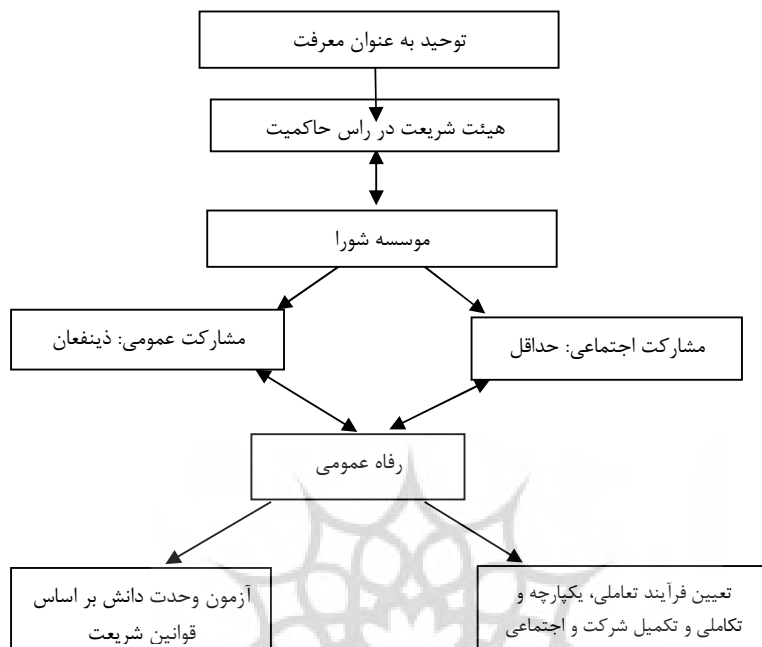 توحید به عنوان معرفت
هیئت شریعت در راس حاکمیت
موسسه شورا
مشارکت اجتماعی: حداقل
مشارکت عمومی: ذینفعان
رفاه عمومی
تعیین فرآیند تعاملی، یکپارچه و
تکاملی و تکمیل شرکت و اجتماعی
آزمون وحدت دانش بر اساس
قوانین شریعت